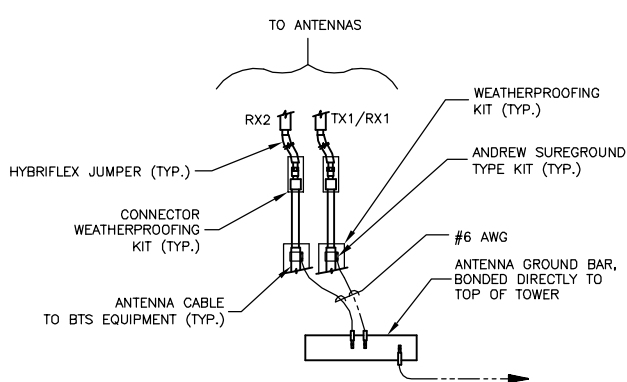 TO ANTENNAS
WEATHERPROOFING
KIT (TYP.)
RX2
TX1/RX1
HYBRIFLEX JUMPER (TYP.)
ANDREW SUREGROUND
TYPE KIT (TYP.)
CONNECTOR
WEATHERPROOFING
KIT (TYP.)
#6 AWG
ANTENNA GROUND BAR,
BONDED DIRECTLY TO
TOP OF TOWER
ANTENNA CABLE
TO BTS EQUIPMENT (TYP.)